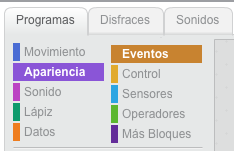 Programas Disfraces Sonidos
Movimiento Eventos
Apariencia Control
Sonido Sensores
Lápiz Operadores
Datos Más Bloques